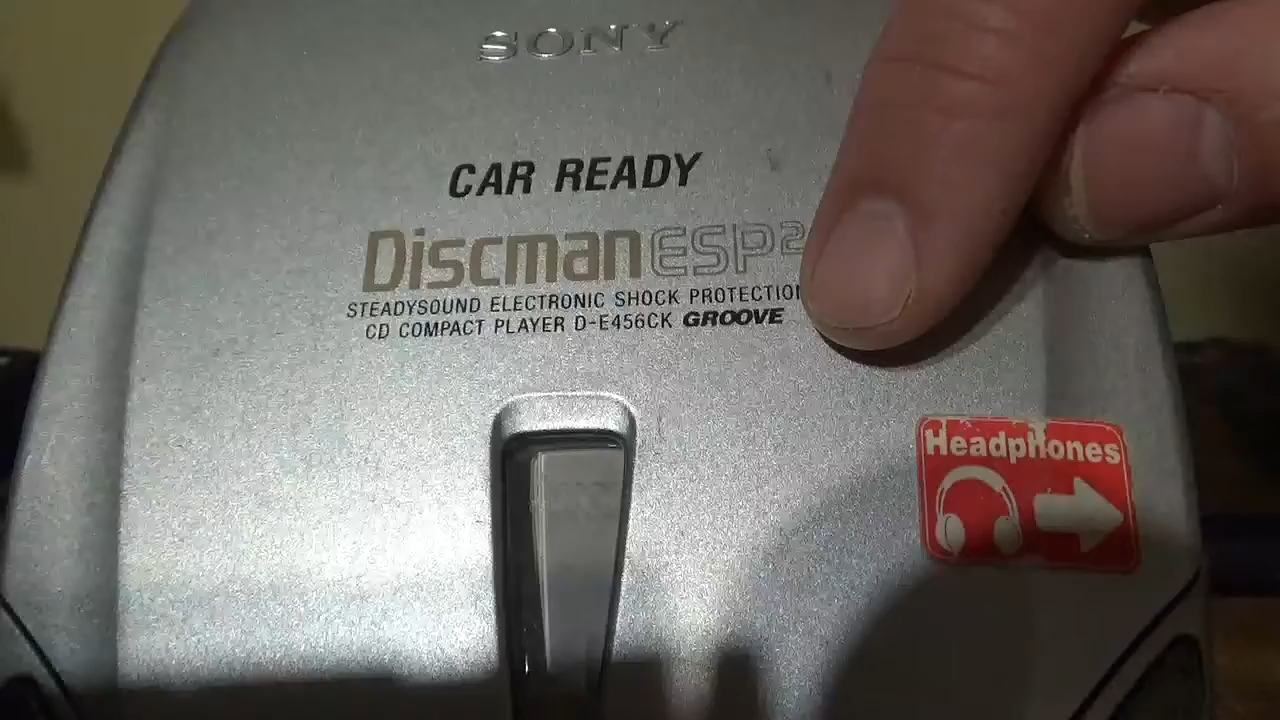 SONY
CAR READY
Discman ESP²
STEADYSOUND ELECTRONIC SHOCK PROTECTION
CD COMPACT PLAYER D-E456CK GROOVE
Headphones